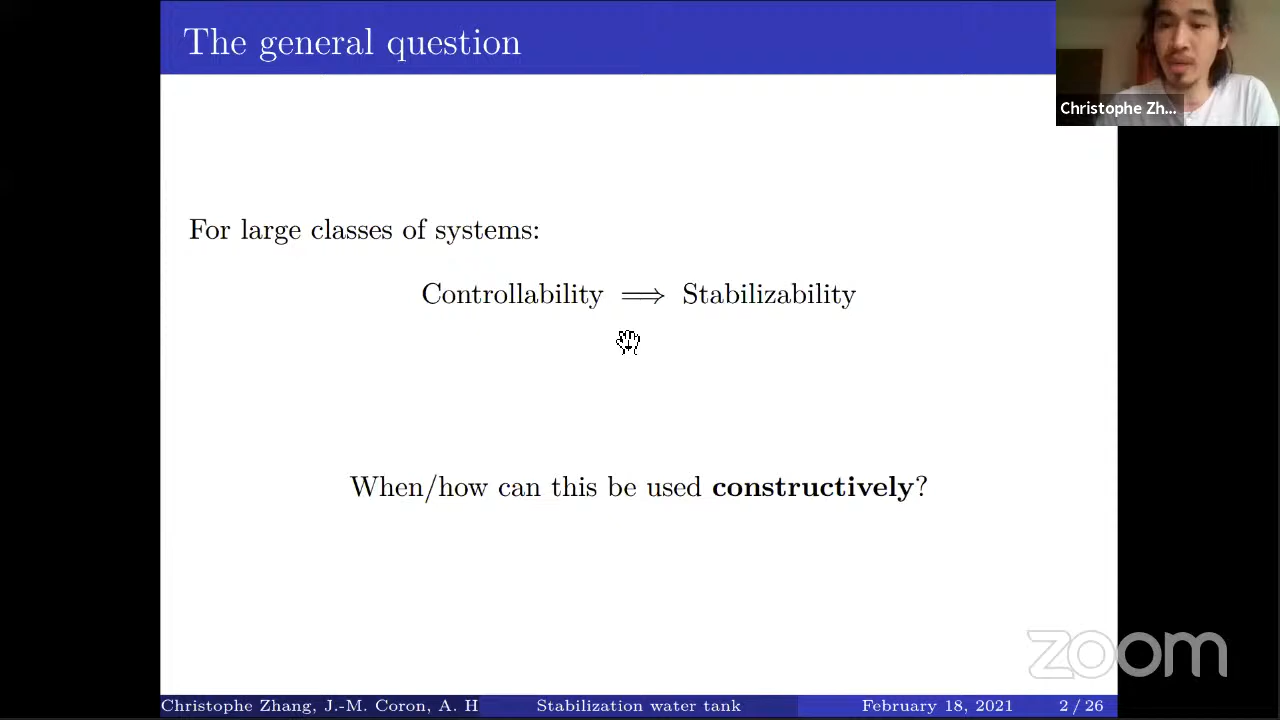 The general question
Christophe Zh...
For large classes of systems:
Controllability ⟹ Stabilizability
When/how can this be used constructively?
zoom
Christophe Zhang, J.-M. Coron, A. H
Stabilization water tank
February 18, 2021
2 / 26